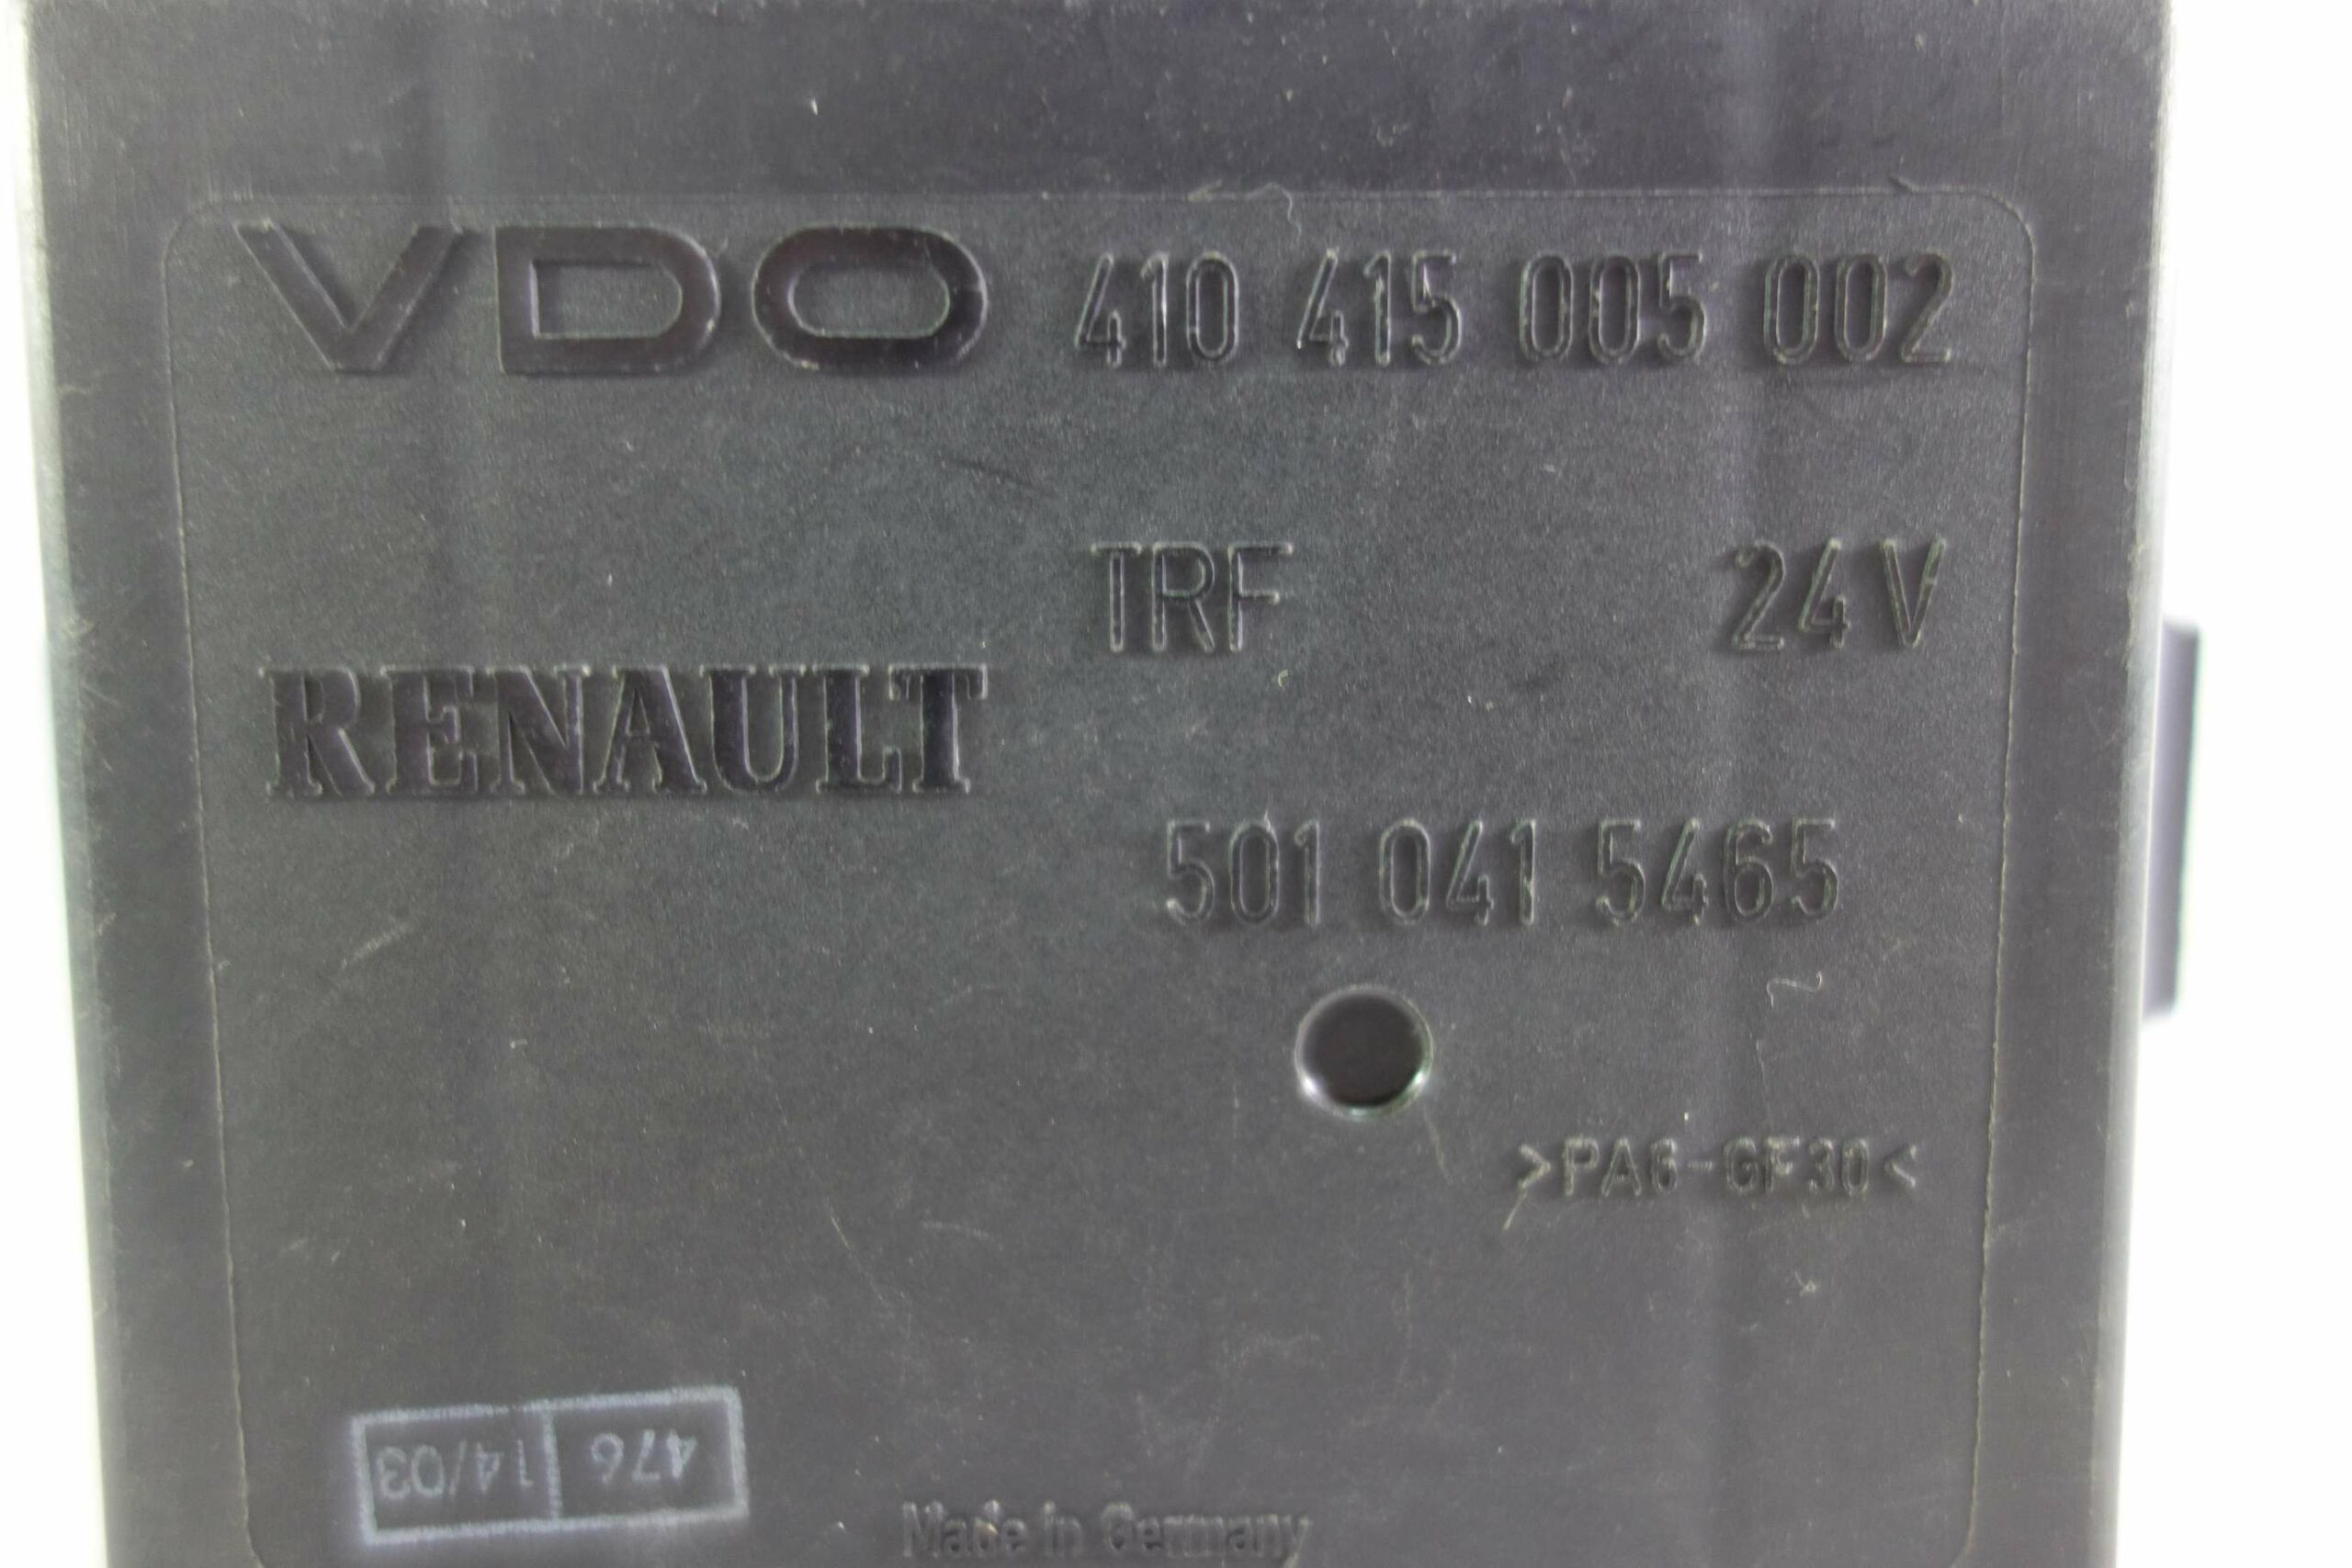 VDO 410 415 005 002
TRF 24V
RENAULT
501 041 5465
>PA6-GF30<
476 14/03
Made in Germany